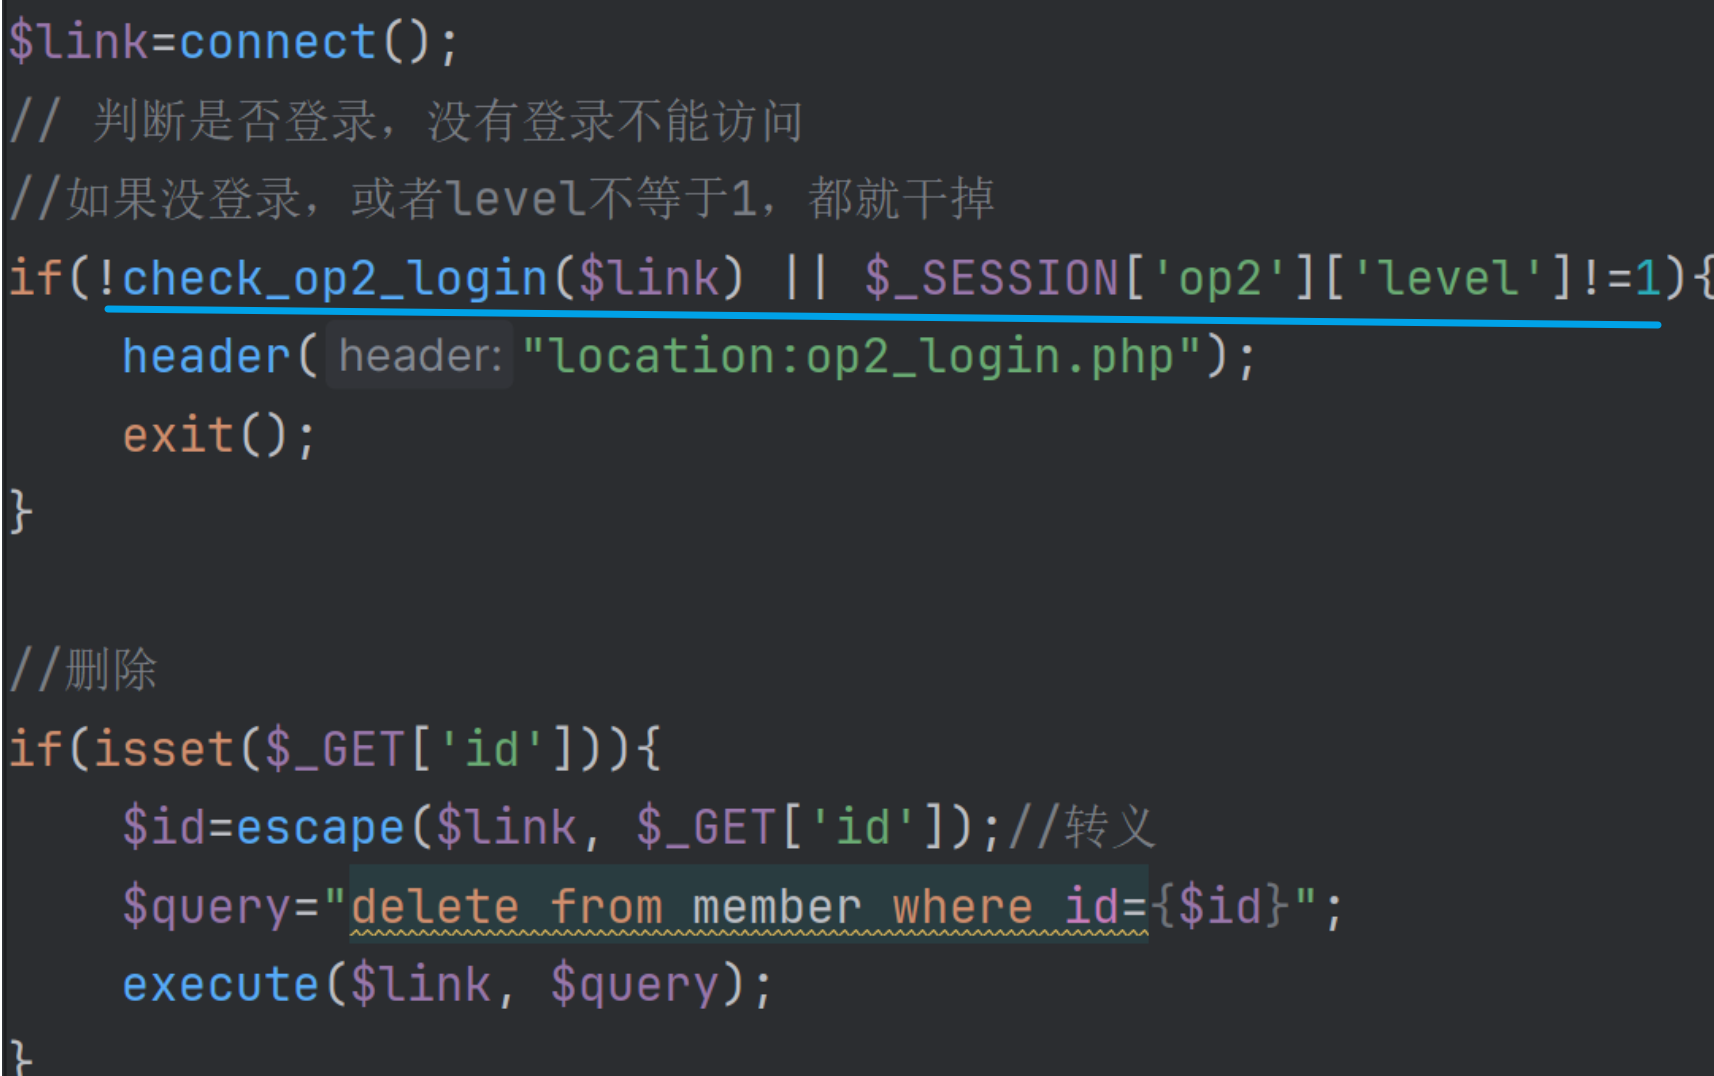 $link=connect();
// 判断是否登录，没有登录不能访问
//如果没登录，或者level不等于1，都就干掉
if(!check_op2_login($link) || $_SESSION['op2']['level']!=1){
header( header: "location:op2_login.php");
exit();
}
//删除
if(isset($_GET['id'])){
$id=escape($link, $_GET['id']);//转义
$query="delete from member where id={$id}";
execute($link, $query);
}